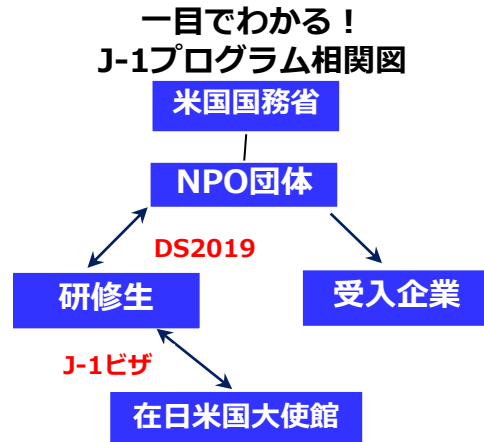 一目でわかる！
J-1プログラム相関図
米国国務省
NPO団体
DS2019
研修生
受入企業
J-1ビザ
在日米国大使館